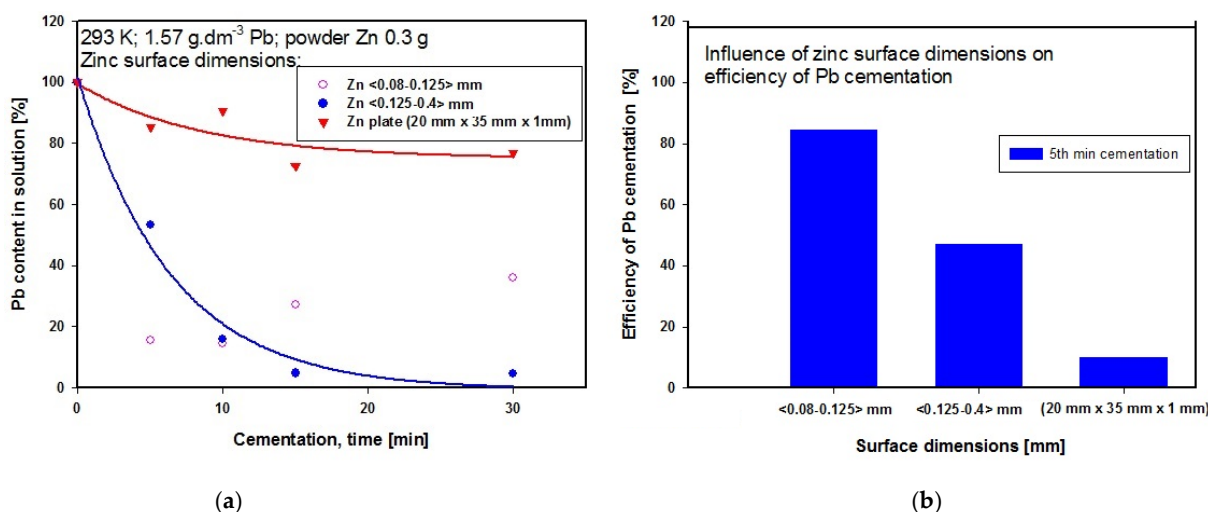 293 K; 1.57 g.dm-3 Pb; powder Zn 0.3 g
Zinc surface dimensions:
Zn <0.08-0.125> mm
Zn <0.125-0.4> mm
Zn plate (20 mm x 35 mm x 1mm)
Pb content in solution [%]
120
100
80
60
40
20
0
0
10
20
30
Cementation, time [min]
(a)
Influence of zinc surface dimensions on
efficiency of Pb cementation
5th min cementation
Efficiency of Pb cementation [%]
120
100
80
60
40
20
0
<0.08-0.125> mm
<0.125-0.4> mm
(20 mm x 35 mm x 1 mm)
Surface dimensions [mm]
(b)